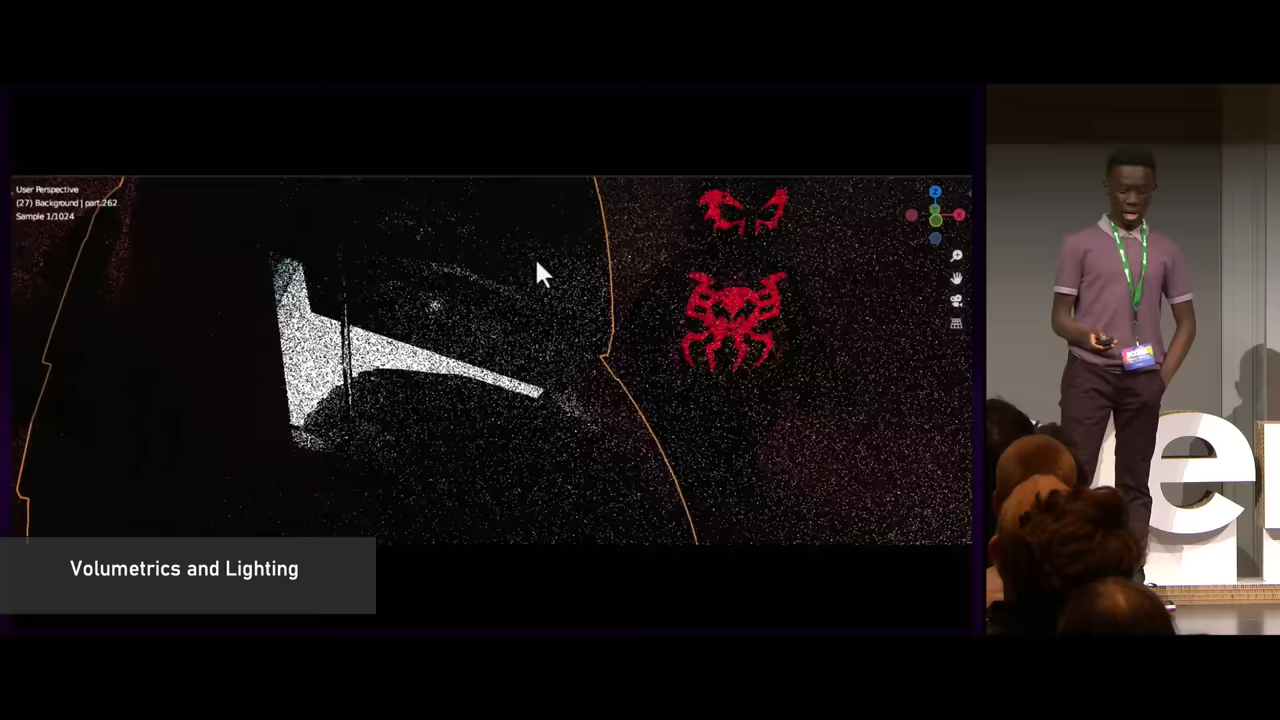 User Perspective
(27) Background | part.262
Sample 1/1024
Z
X
Volumetrics and Lighting
e